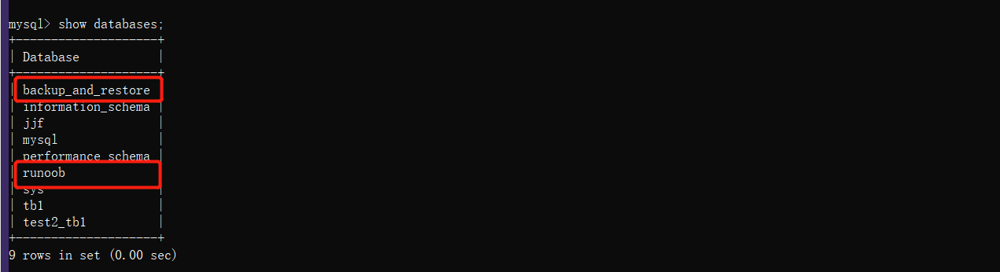 mysql> show databases;
+--------------------+
| Database           |
+--------------------+
| backup_and_restore |
| information_schema |
| jjf                |
| mysql              |
| performance_schema |
| runoob             |
| sys                |
| tb1                |
| test2_tb1          |
+--------------------+
9 rows in set (0.00 sec)